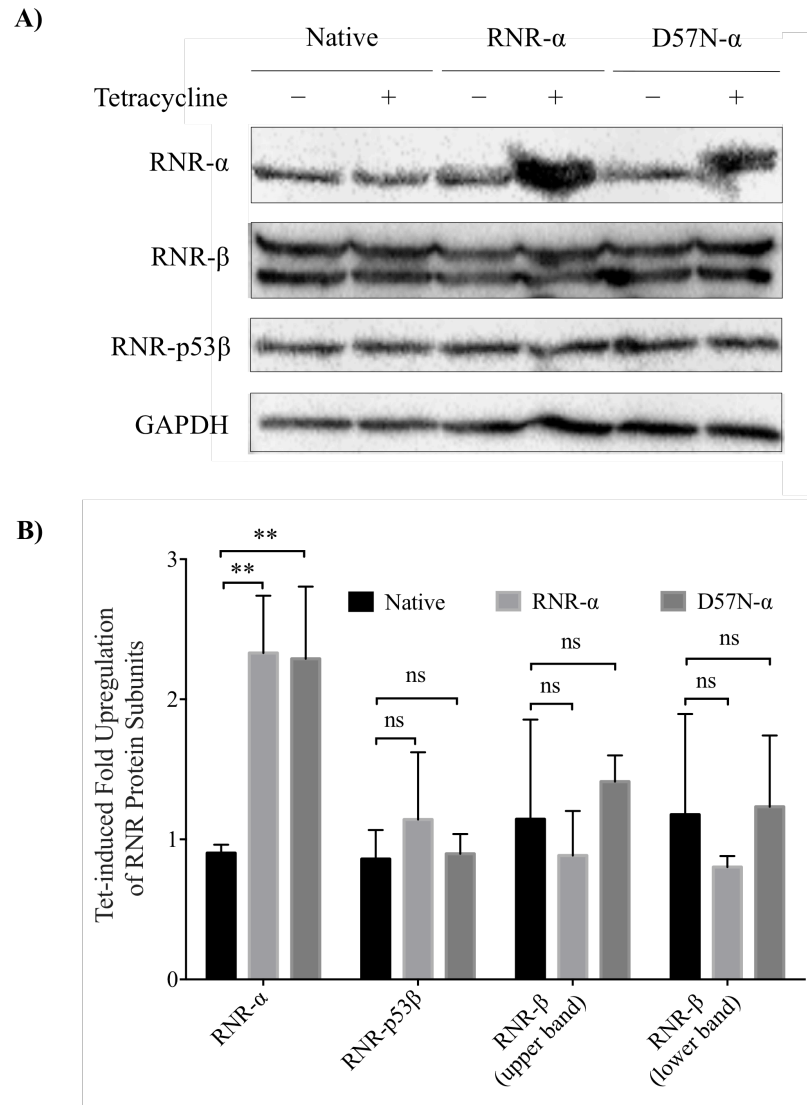 A)
Native RNR-α D57N-α
Tetracycline − + − + − +
RNR-α
RNR-β
RNR-p53β
GAPDH
B)
Tet-induced Fold Upregulation
of RNR Protein Subunits
3
2
1
0
** **
Native RNR-α D57N-α
ns ns
ns ns
ns ns
RNR-α
RNR-p53β
RNR-β
(upper band)
RNR-β
(lower band)